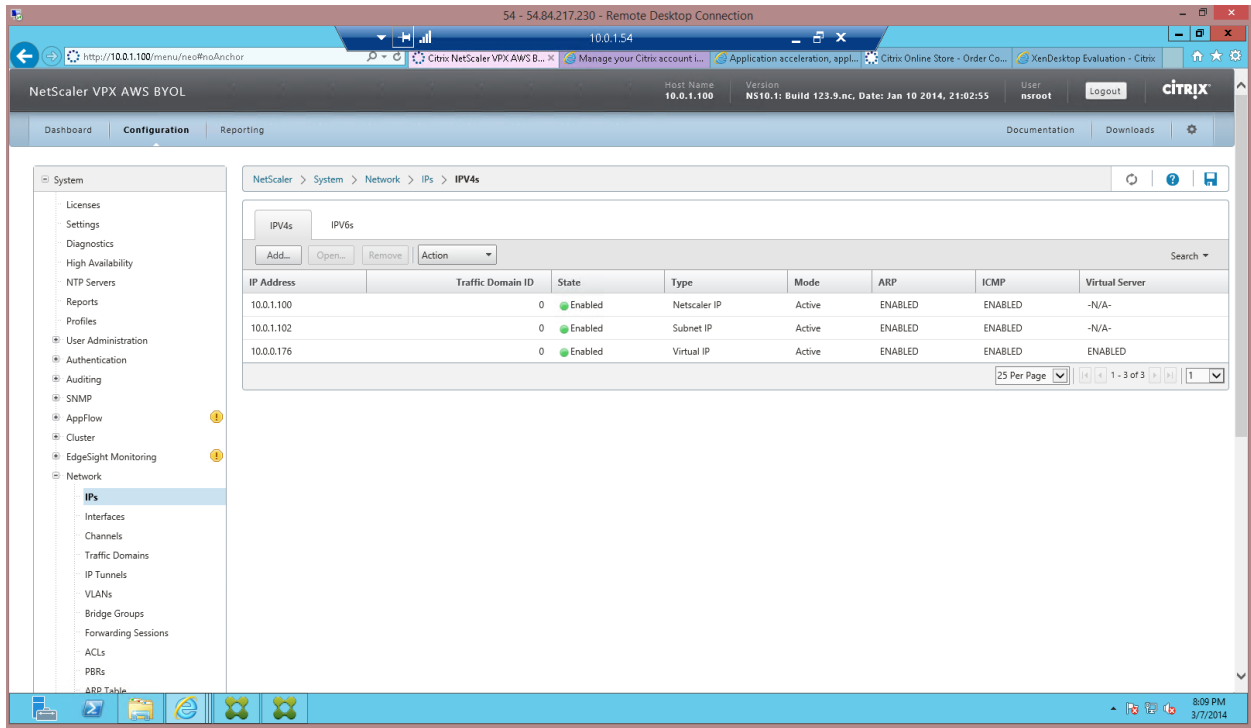 54 - 54.84.217.230 - Remote Desktop Connection
10.0.1.54
http://10.0.1.100/menu/neo#noAnchor
Citrix NetScaler VPX AWS B...
Manage your Citrix account i...
Application acceleration, appl...
Citrix Online Store - Order Co...
XenDesktop Evaluation - Citrix
NetScaler VPX AWS BYOL
Host Name
10.0.1.100
Version
NS10.1: Build 123.9.nc, Date: Jan 10 2014, 21:02:55
User
nsroot
Logout
CITRIX
Dashboard Configuration Reporting
Documentation Downloads
System
Licenses
Settings
Diagnostics
High Availability
NTP Servers
Reports
Profiles
User Administration
Authentication
Auditing
SNMP
AppFlow
Cluster
EdgeSight Monitoring
Network
IPs
Interfaces
Channels
Traffic Domains
IP Tunnels
VLANs
Bridge Groups
Forwarding Sessions
ACLs
PBRs
ARP Table
NetScaler > System > Network > IPs > IPV4s
IPV4s IPV6s
Add... Open... Remove Action
Search
IP Address Traffic Domain ID State Type Mode ARP ICMP Virtual Server
10.0.1.100 0 Enabled Netscaler IP Active ENABLED ENABLED -N/A-
10.0.1.102 0 Enabled Subnet IP Active ENABLED ENABLED -N/A-
10.0.0.176 0 Enabled Virtual IP Active ENABLED ENABLED ENABLED
25 Per Page 1 - 3 of 3 1
8:09 PM
3/7/2014